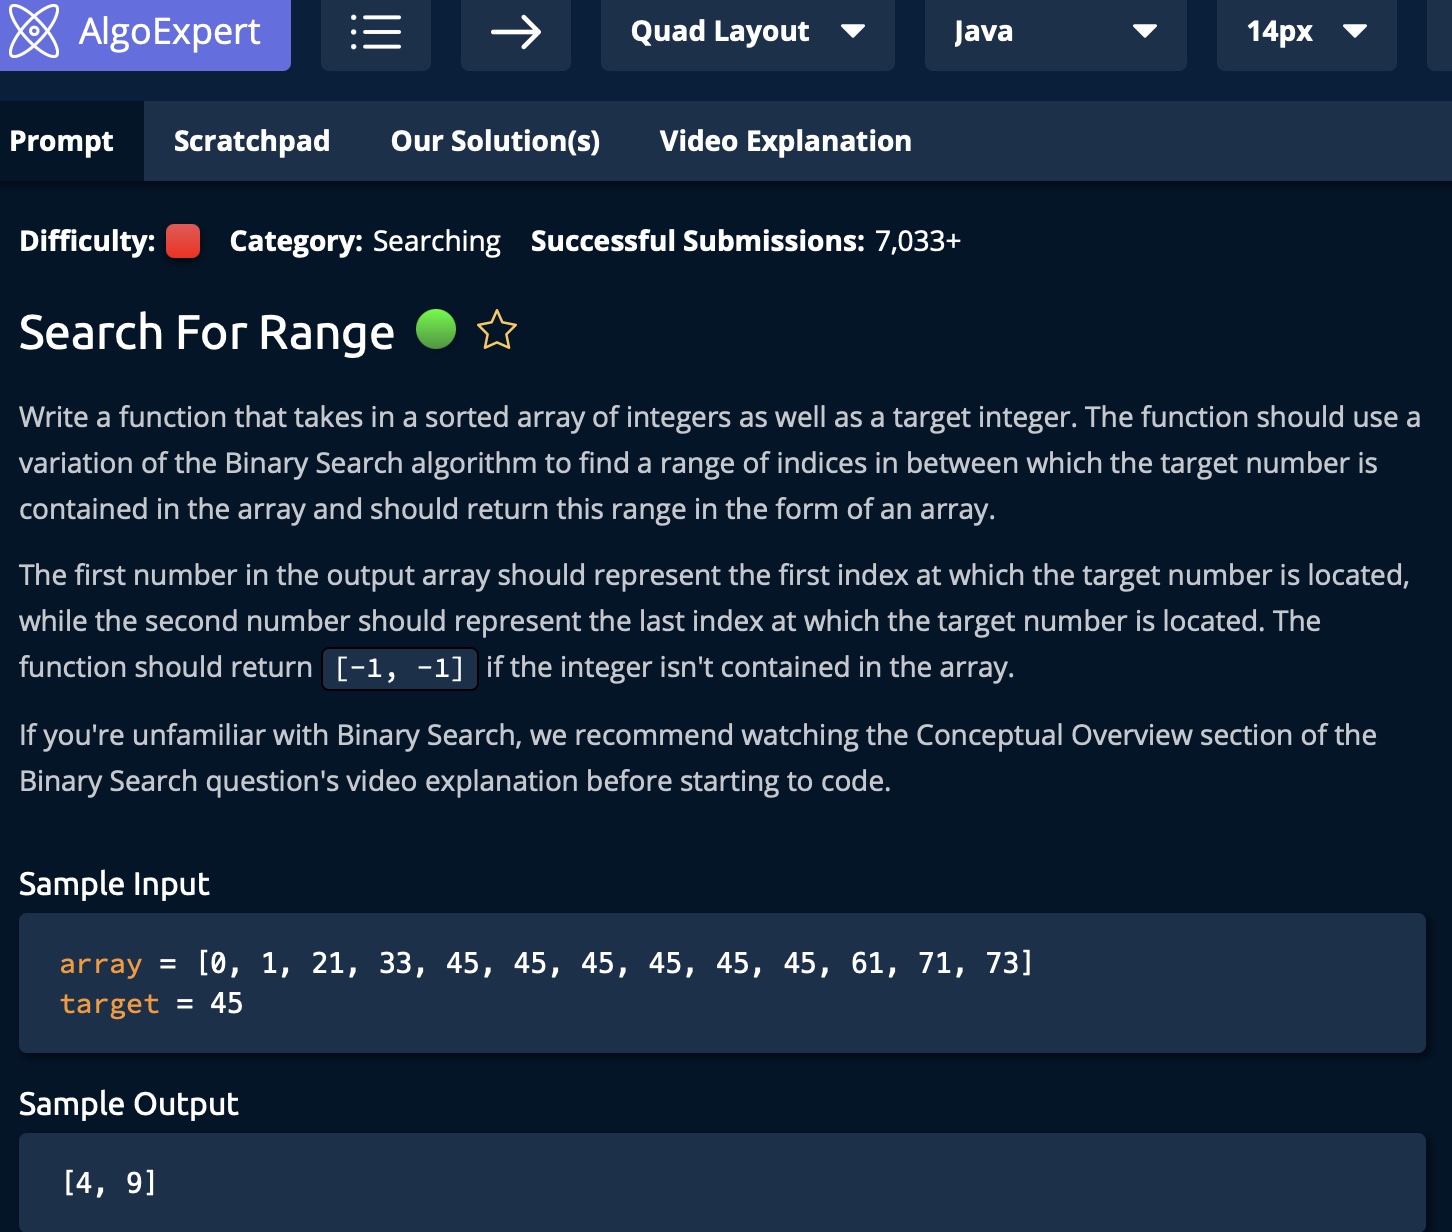 AlgoExpert Quad Layout Java 14px
Prompt Scratchpad Our Solution(s) Video Explanation
Difficulty: Category: Searching Successful Submissions: 7,033+
Search For Range
Write a function that takes in a sorted array of integers as well as a target integer. The function should use a
variation of the Binary Search algorithm to find a range of indices in between which the target number is
contained in the array and should return this range in the form of an array.
The first number in the output array should represent the first index at which the target number is located,
while the second number should represent the last index at which the target number is located. The
function should return [-1, -1] if the integer isn't contained in the array.
If you're unfamiliar with Binary Search, we recommend watching the Conceptual Overview section of the
Binary Search question's video explanation before starting to code.
Sample Input
array = [0, 1, 21, 33, 45, 45, 45, 45, 45, 45, 61, 71, 73]
target = 45
Sample Output
[4, 9]